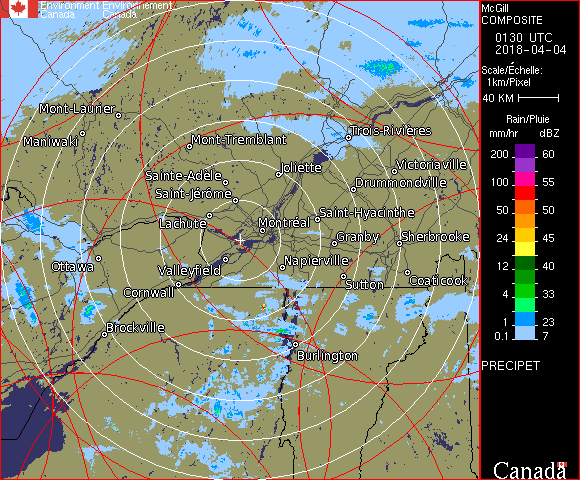 Environment Environnement
Canada Canada
McGill
COMPOSITE
0130 UTC
2018-04-04
Scale/Échelle:
1km/Pixel
40 KM
Rain/Pluie
mm/hr dBZ
200 60
100 55
50 50
24 45
12 40
4 33
1 23
0.1 7
PRECIPET
Canada
Mont-Laurier
Maniwaki
Mont-Tremblant
Trois-Rivières
Joliette
Victoriaville
Sainte-Adèle
Drummondville
Saint-Jérôme
Saint-Hyacinthe
Lachute
Montréal
Granby
Sherbrooke
Ottawa
Valleyfield
Napierville
Sutton
Coaticook
Cornwall
Brockville
Burlington